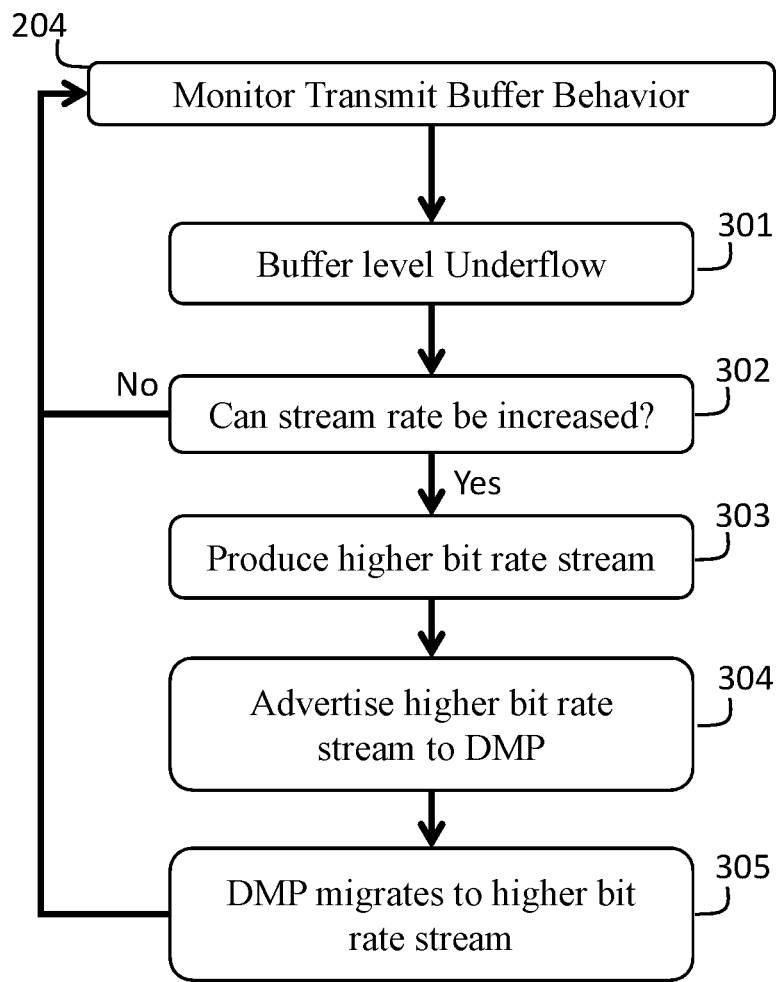 204
Monitor Transmit Buffer Behavior
301
Buffer level Underflow
302
No
Can stream rate be increased?
Yes
303
Produce higher bit rate stream
304
Advertise higher bit rate
stream to DMP
305
DMP migrates to higher bit
rate stream